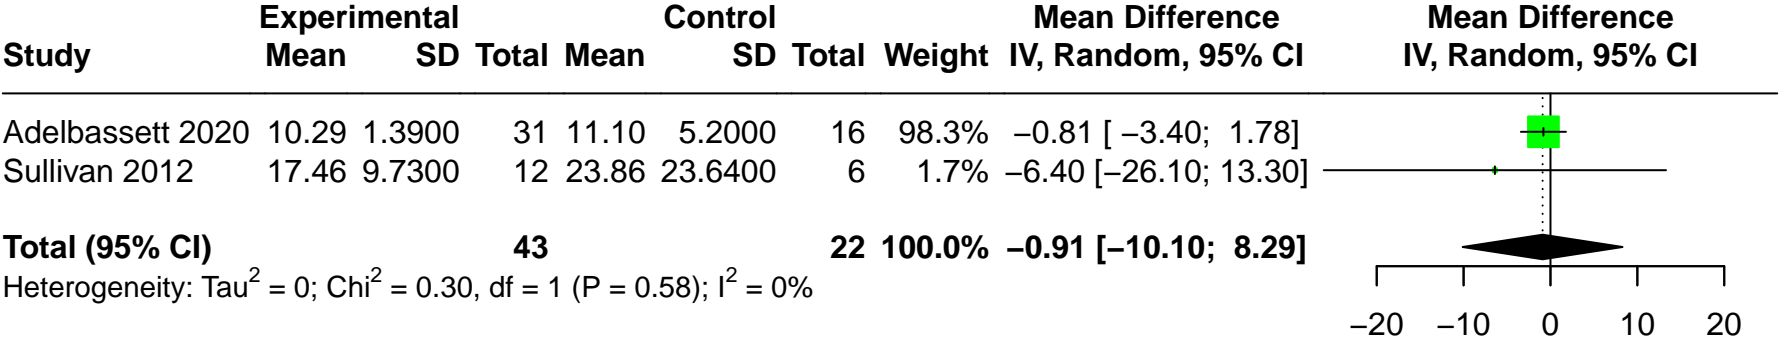 Experimental Control Mean Difference Mean Difference
Study Mean SD Total Mean SD Total Weight IV, Random, 95% CI IV, Random, 95% CI
Adelbassett 2020 10.29 1.3900 31 11.10 5.2000 16 98.3% −0.81 [ −3.40; 1.78]
Sullivan 2012 17.46 9.7300 12 23.86 23.6400 6 1.7% −6.40 [−26.10; 13.30]
Total (95% CI) 43 22 100.0% −0.91 [−10.10; 8.29]
Heterogeneity: Tau² = 0; Chi² = 0.30, df = 1 (P = 0.58); I² = 0%
−20 −10 0 10 20